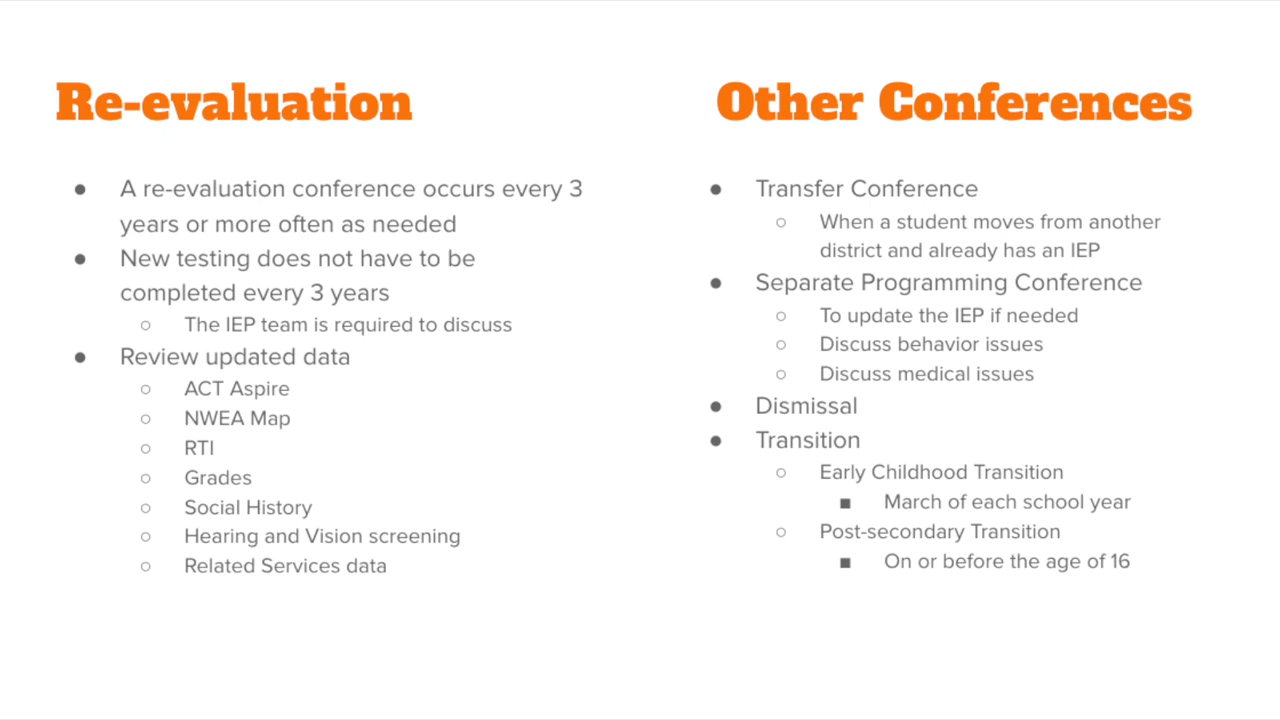 Re-evaluation
● A re-evaluation conference occurs every 3
years or more often as needed
● New testing does not have to be
completed every 3 years
○ The IEP team is required to discuss
● Review updated data
○ ACT Aspire
○ NWEA Map
○ RTI
○ Grades
○ Social History
○ Hearing and Vision screening
○ Related Services data
Other Conferences
● Transfer Conference
○ When a student moves from another
district and already has an IEP
● Separate Programming Conference
○ To update the IEP if needed
○ Discuss behavior issues
○ Discuss medical issues
● Dismissal
● Transition
○ Early Childhood Transition
■ March of each school year
○ Post-secondary Transition
■ On or before the age of 16